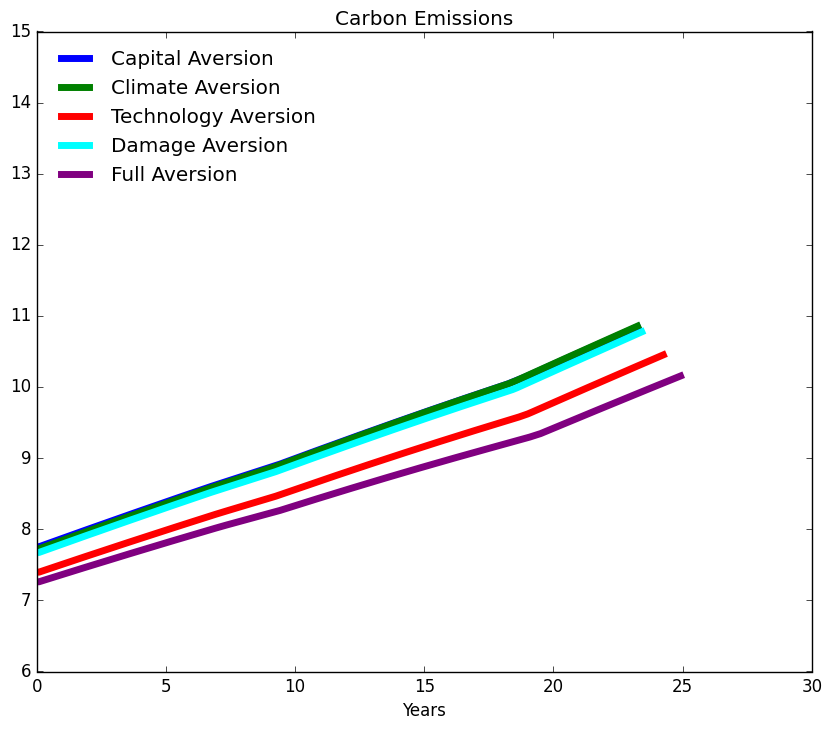 Carbon Emissions
15
14
13
12
11
10
9
8
7
6
Capital Aversion
Climate Aversion
Technology Aversion
Damage Aversion
Full Aversion
0 5 10 15 20 25 30
Years